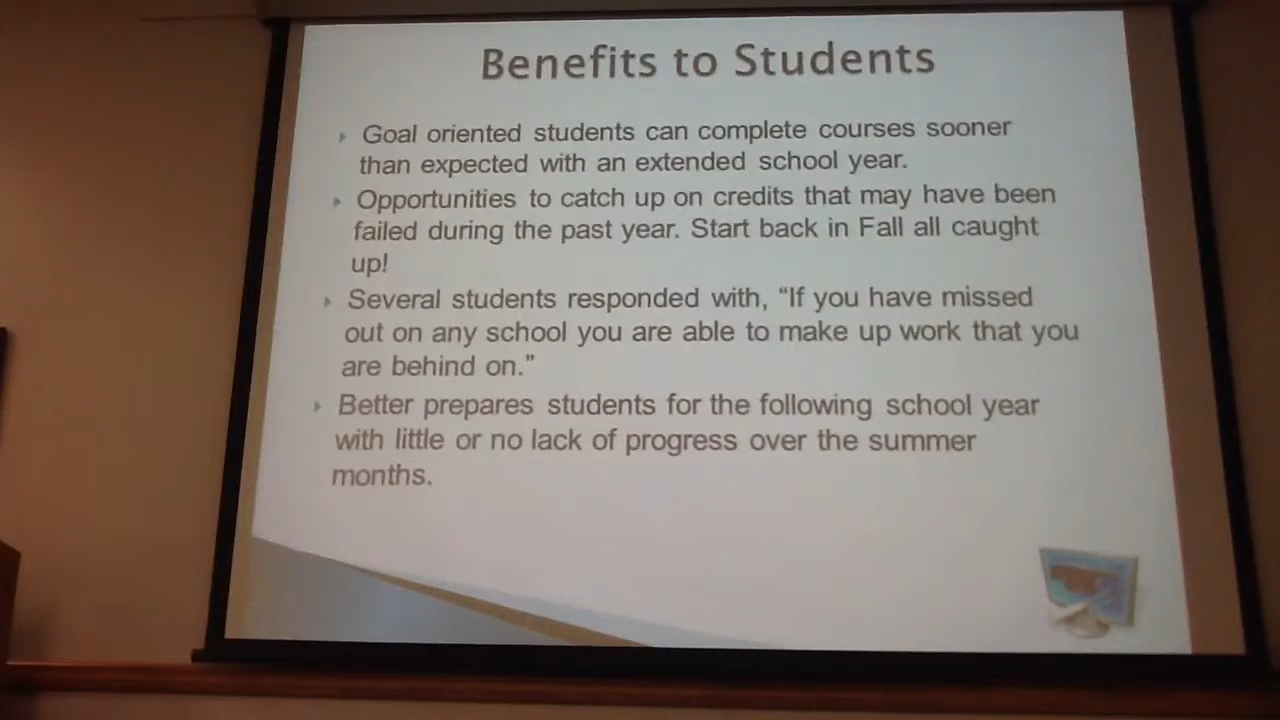 Benefits to Students
Goal oriented students can complete courses sooner
than expected with an extended school year.
Opportunities to catch up on credits that may have been
failed during the past year. Start back in Fall all caught
up!
Several students responded with, “If you have missed
out on any school you are able to make up work that you
are behind on.”
Better prepares students for the following school year
with little or no lack of progress over the summer
months.